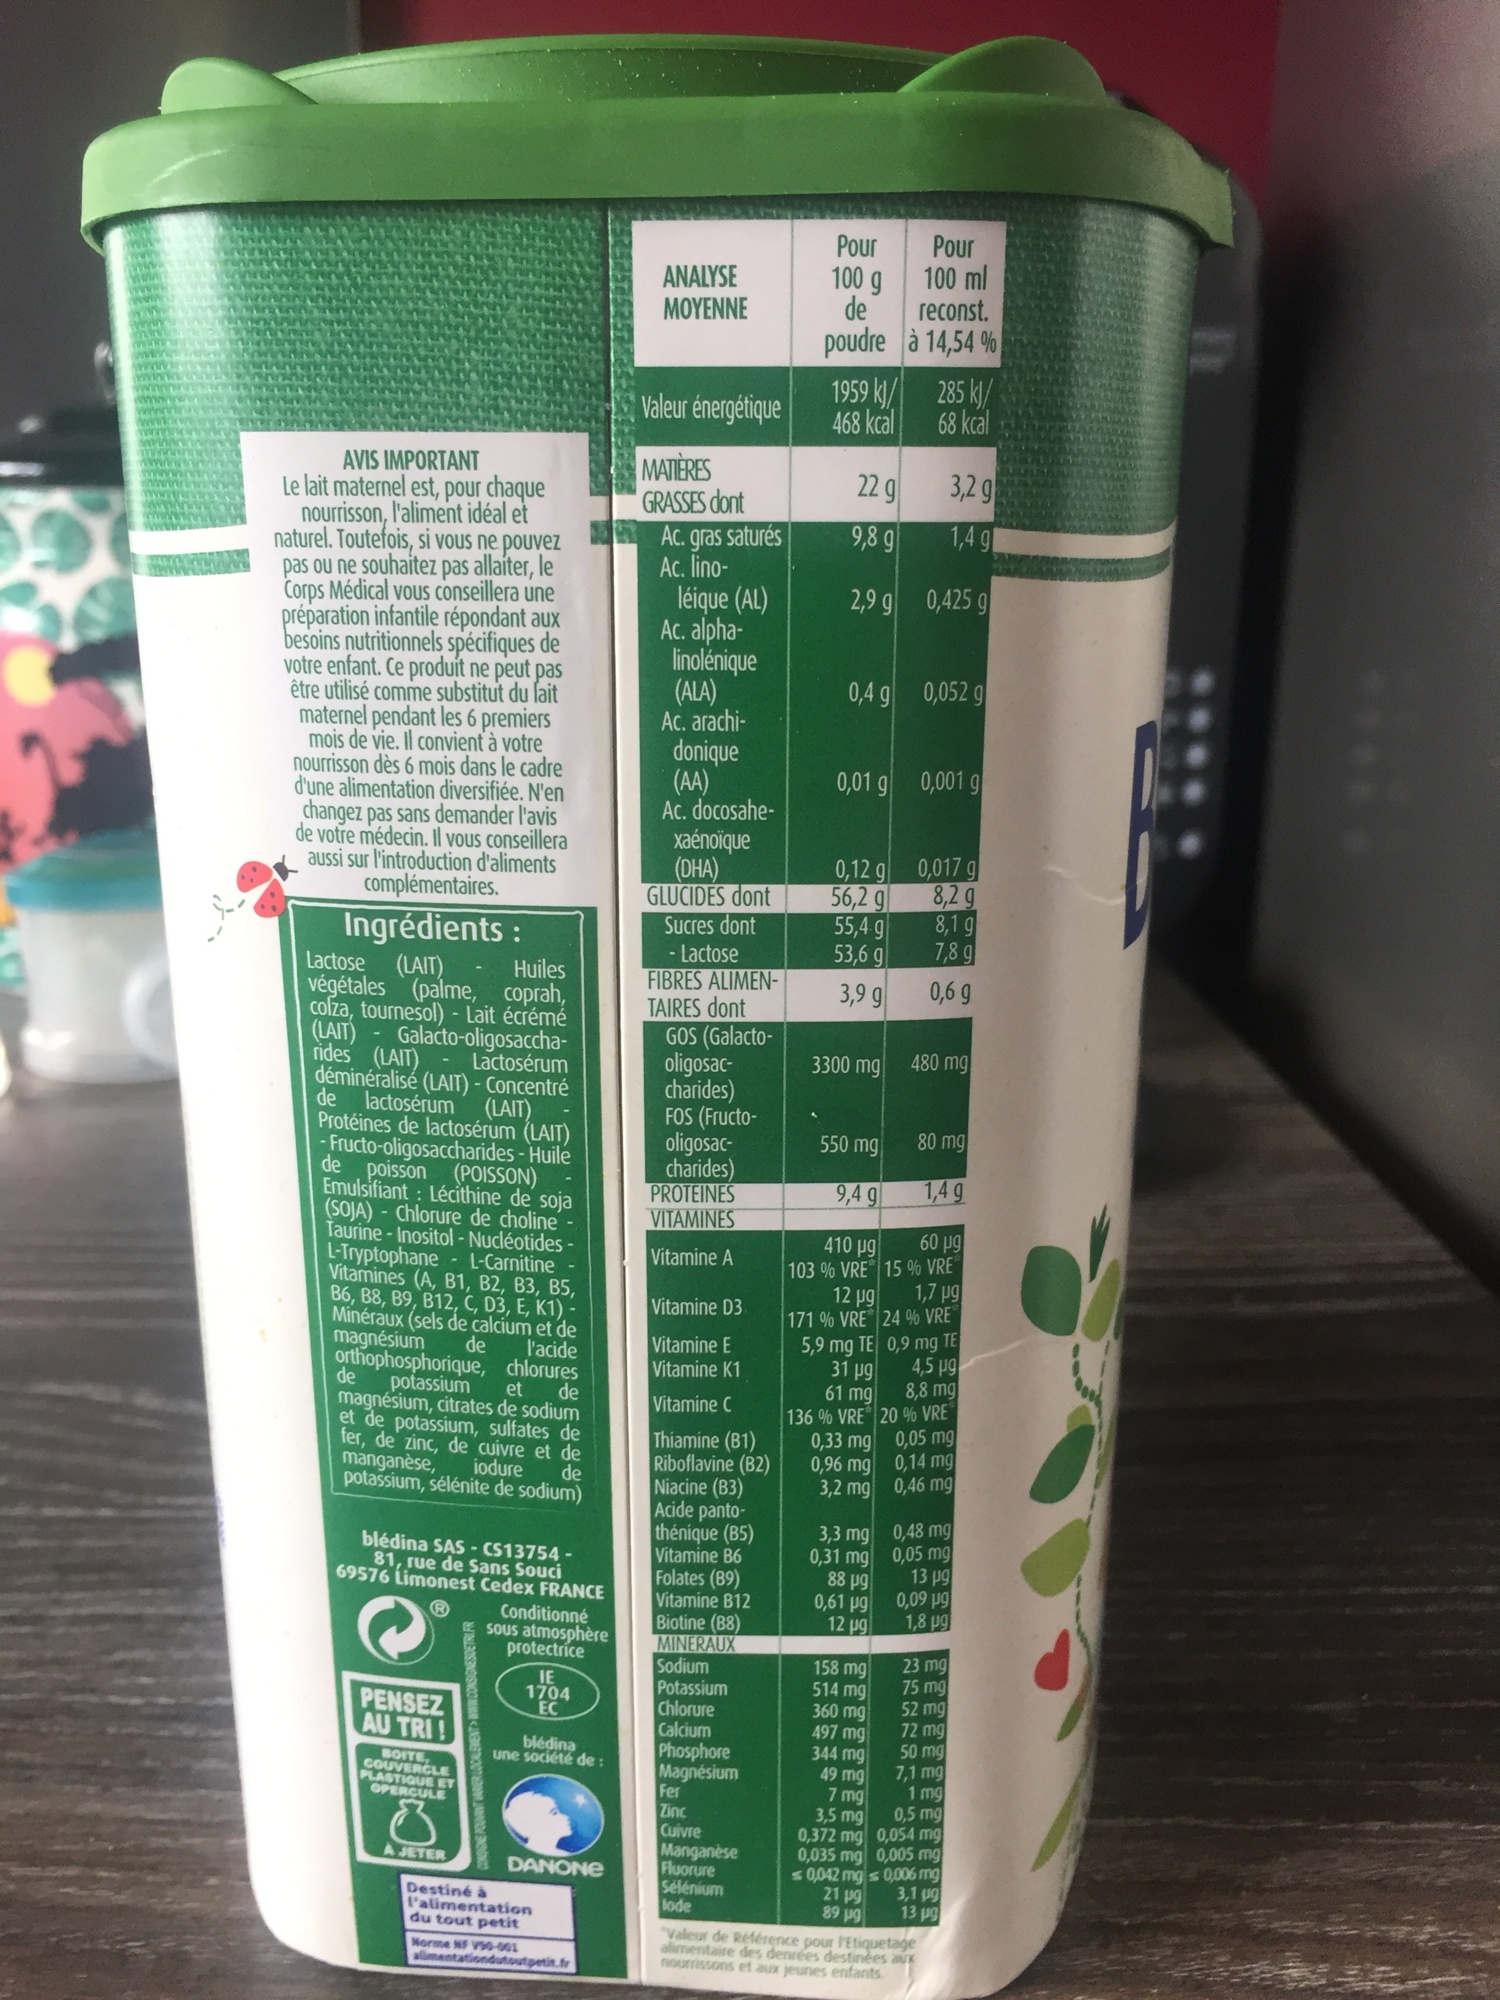 AVIS IMPORTANT
Le lait maternel est, pour chaque
nourrisson, l'aliment idéal et
naturel. Toutefois, si vous ne pouvez
pas ou ne souhaitez pas allaiter, le
Corps Médical vous conseillera une
préparation infantile répondant aux
besoins nutritionnels spécifiques de
votre enfant. Ce produit ne peut pas
être utilisé comme substitut du lait
maternel pendant les 6 premiers
mois de vie. Il convient à votre
nourrisson dès 6 mois dans le cadre
d'une alimentation diversifiée. N'en
changez pas sans demander l'avis
de votre médecin. Il vous conseillera
aussi sur l'introduction d'aliments
complémentaires.
Ingrédients :
Lactose (LAIT) - Huiles
végétales (palme, coprah,
colza, tournesol) - Lait écrémé
(LAIT) - Galacto-oligosaccha-
rides (LAIT) - Lactosérum
déminéralisé (LAIT) - Concentré
de lactosérum (LAIT) -
Protéines de lactosérum (LAIT)
- Fructo-oligosaccharides - Huile
de poisson (POISSON) -
Emulsifiant : Lécithine de soja
(SOJA) - Chlorure de choline -
Taurine - Inositol - Nucléotides -
L-Tryptophane - L-Carnitine -
Vitamines (A, B1, B2, B3, B5,
B6, B8, B9, B12, C, D3, E, K1) -
Minéraux (sels de calcium et de
magnésium de l'acide
orthophosphorique, chlorures
de potassium et de
magnésium, citrates de sodium
et de potassium, sulfates de
fer, de zinc, de cuivre et de
manganèse, iodure de
potassium, sélénite de sodium)
blédina SAS - CS13754 -
81, rue de Sans Souci
69576 Limonest Cedex FRANCE
®
Conditionné
sous atmosphère
protectrice
IE
1704
EC
PENSEZ
AU TRI !
BOITE,
COUVERCLE
PLASTIQUE ET
OPERCULE
À JETER
CONSIGNE POUVANT VARIER LOCALEMENT > WWW.CONSIGNESDETRI.FR
blédina
une société de :
DANONE
Destiné à
l'alimentation
du tout petit
Norme NF V90-001
alimentationdutoutpetit.fr
ANALYSE MOYENNE | Pour 100 g de poudre | Pour 100 ml reconst. à 14,54 %
Valeur énergétique 1959 kJ/ 468 kcal 285 kJ/ 68 kcal
MATIÈRES
GRASSES dont 22 g 3,2 g
Ac. gras saturés 9,8 g 1,4 g
Ac. lino-
léique (AL) 2,9 g 0,425 g
Ac. alpha-
linolénique
(ALA) 0,4 g 0,052 g
Ac. arachi-
donique
(AA) 0,01 g 0,001 g
Ac. docosahe-
xaénoïque
(DHA) 0,12 g 0,017 g
GLUCIDES dont 56,2 g 8,2 g
Sucres dont 55,4 g 8,1 g
- Lactose 53,6 g 7,8 g
FIBRES ALIMEN-
TAIRES dont 3,9 g 0,6 g
GOS (Galacto-
oligosac- 3300 mg 480 mg
charides)
FOS (Fructo-
oligosac- 550 mg 80 mg
charides)
PROTÉINES 9,4 g 1,4 g
VITAMINES
Vitamine A 410 µg 60 µg
103 % VRE* 15 % VRE*
Vitamine D3 12 µg 1,7 µg
171 % VRE* 24 % VRE*
Vitamine E 5,9 mg TE 0,9 mg TE
Vitamine K1 31 µg 4,5 µg
Vitamine C 61 mg 8,8 mg
136 % VRE* 20 % VRE*
Thiamine (B1) 0,33 mg 0,05 mg
Riboflavine (B2) 0,96 mg 0,14 mg
Niacine (B3) 3,2 mg 0,46 mg
Acide panto-
thénique (B5) 3,3 mg 0,48 mg
Vitamine B6 0,31 mg 0,05 mg
Folates (B9) 88 µg 13 µg
Vitamine B12 0,61 µg 0,09 µg
Biotine (B8) 12 µg 1,8 µg
MINÉRAUX
Sodium 158 mg 23 mg
Potassium 514 mg 75 mg
Chlorure 360 mg 52 mg
Calcium 497 mg 72 mg
Phosphore 344 mg 50 mg
Magnésium 49 mg 7,1 mg
Fer 7 mg 1 mg
Zinc 3,5 mg 0,5 mg
Cuivre 0,372 mg 0,054 mg
Manganèse 0,035 mg 0,005 mg
Fluorure ≤ 0,042 mg ≤ 0,006 mg
Sélénium 21 µg 3,1 µg
Iode 89 µg 13 µg
*Valeur de Référence pour l'Etiquetage
alimentaire des denrées destinées aux
nourrissons et aux jeunes enfants.
B